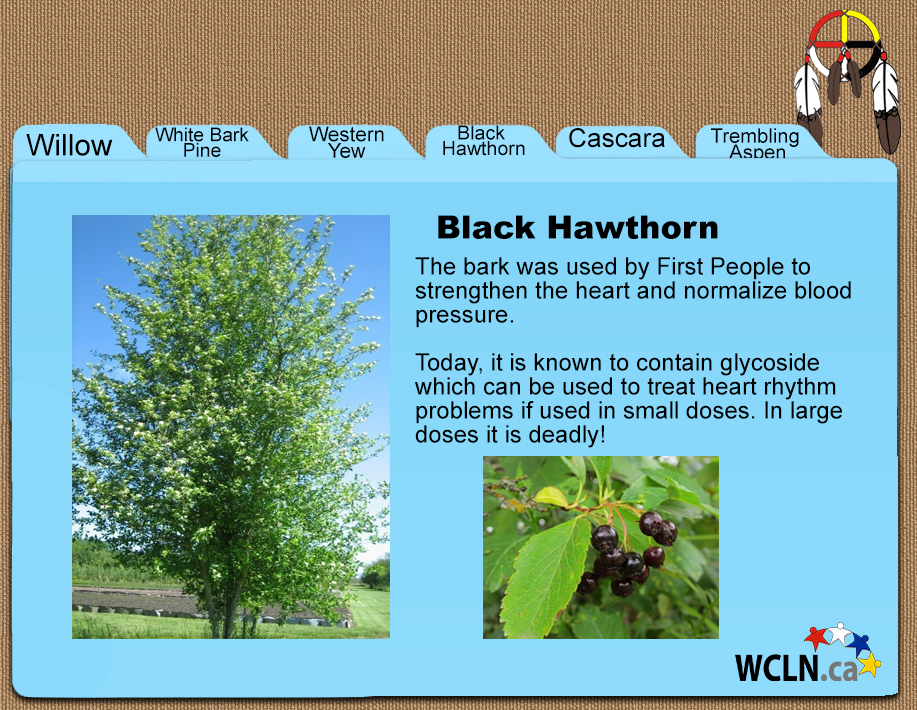 Willow
White Bark
Pine
Western
Yew
Black
Hawthorn
Cascara
Trembling
Aspen
Black Hawthorn
The bark was used by First People to
strengthen the heart and normalize blood
pressure.
Today, it is known to contain glycoside
which can be used to treat heart rhythm
problems if used in small doses. In large
doses it is deadly!
WCLN.ca